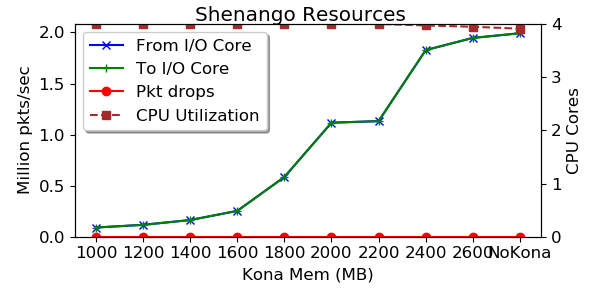 Shenango Resources
From I/O Core
To I/O Core
Pkt drops
CPU Utilization
Million pkts/sec
2.0
1.5
1.0
0.5
0.0
CPU Cores
4
3
2
1
0
1000 1200 1400 1600 1800 2000 2200 2400 2600 NoKona
Kona Mem (MB)